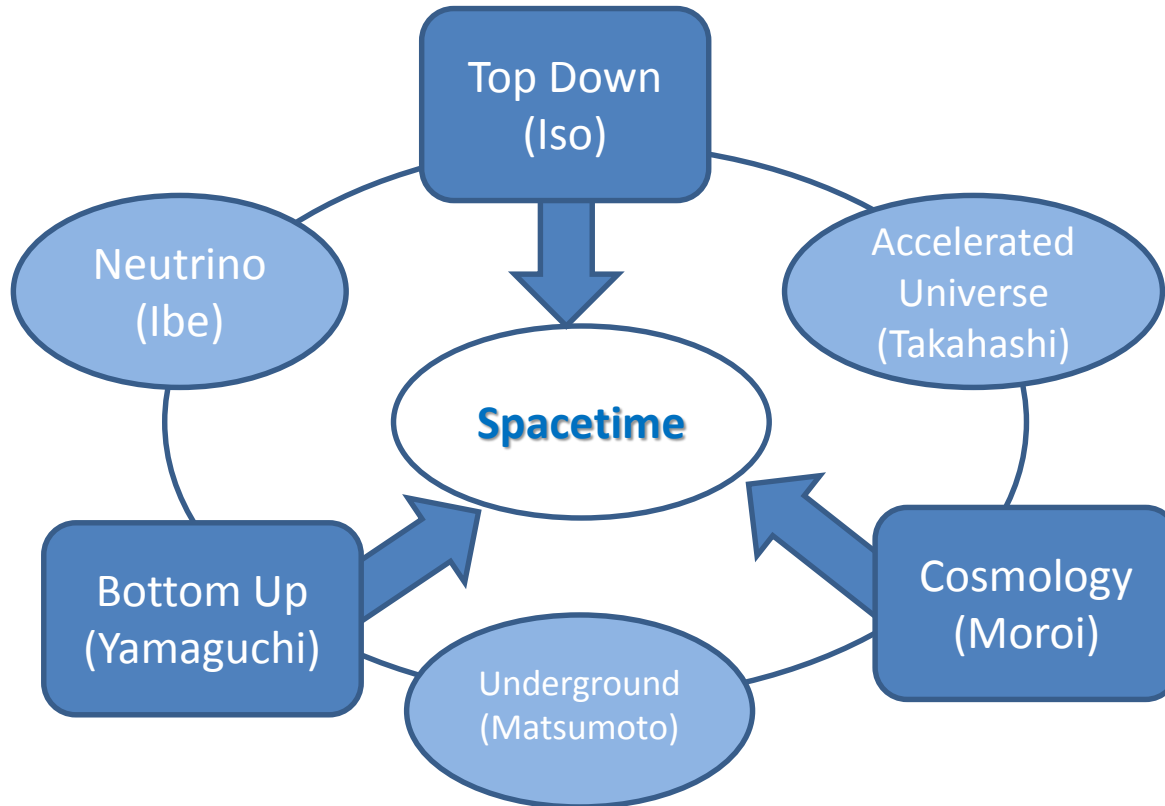 Top Down
(Iso)
Neutrino
(Ibe)
Accelerated
Universe
(Takahashi)
Spacetime
Bottom Up
(Yamaguchi)
Cosmology
(Moroi)
Underground
(Matsumoto)